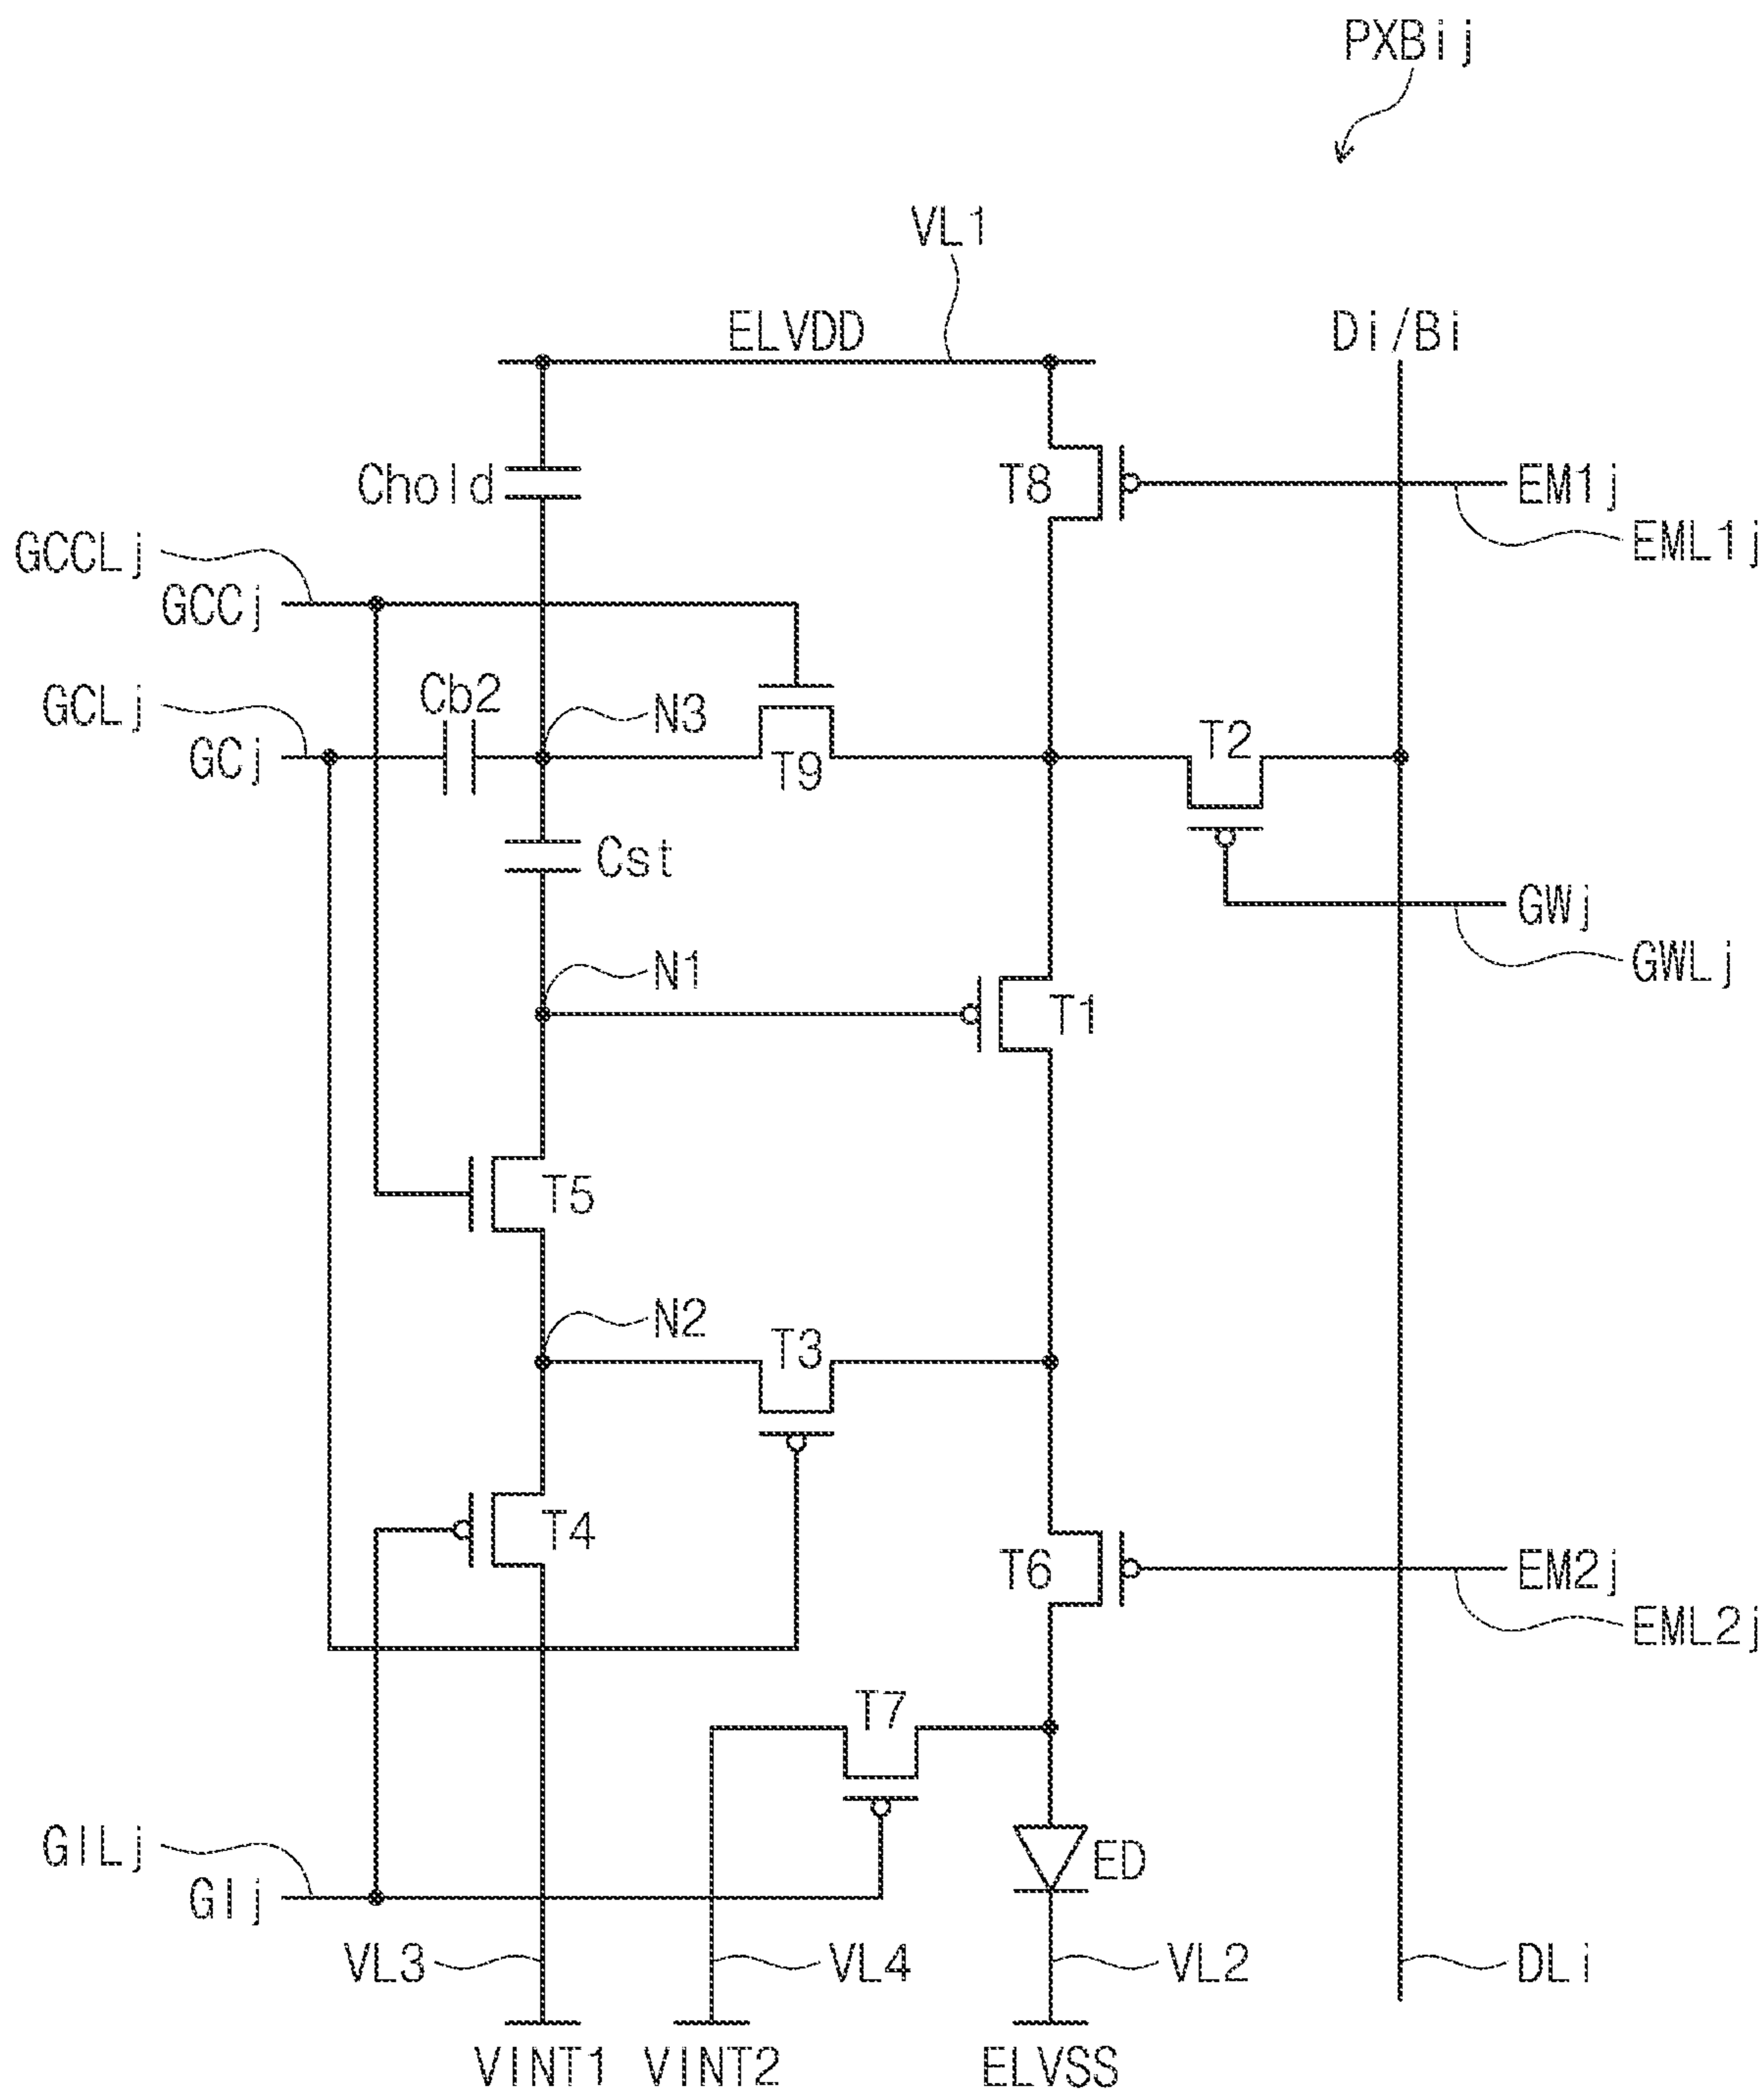 PXBij
VL1
ELVDD
Di/Bi
Chold
T8
EM1j
EML1j
GCCLj
GCCj
GCLj
GCj
Cb2
N3
T9
T2
Cst
GWj
GWLj
N1
T1
T5
N2
T3
T4
T6
EM2j
EML2j
T7
GILj
GIj
ED
VL3
VL4
VL2
DLi
VINT1
VINT2
ELVSS